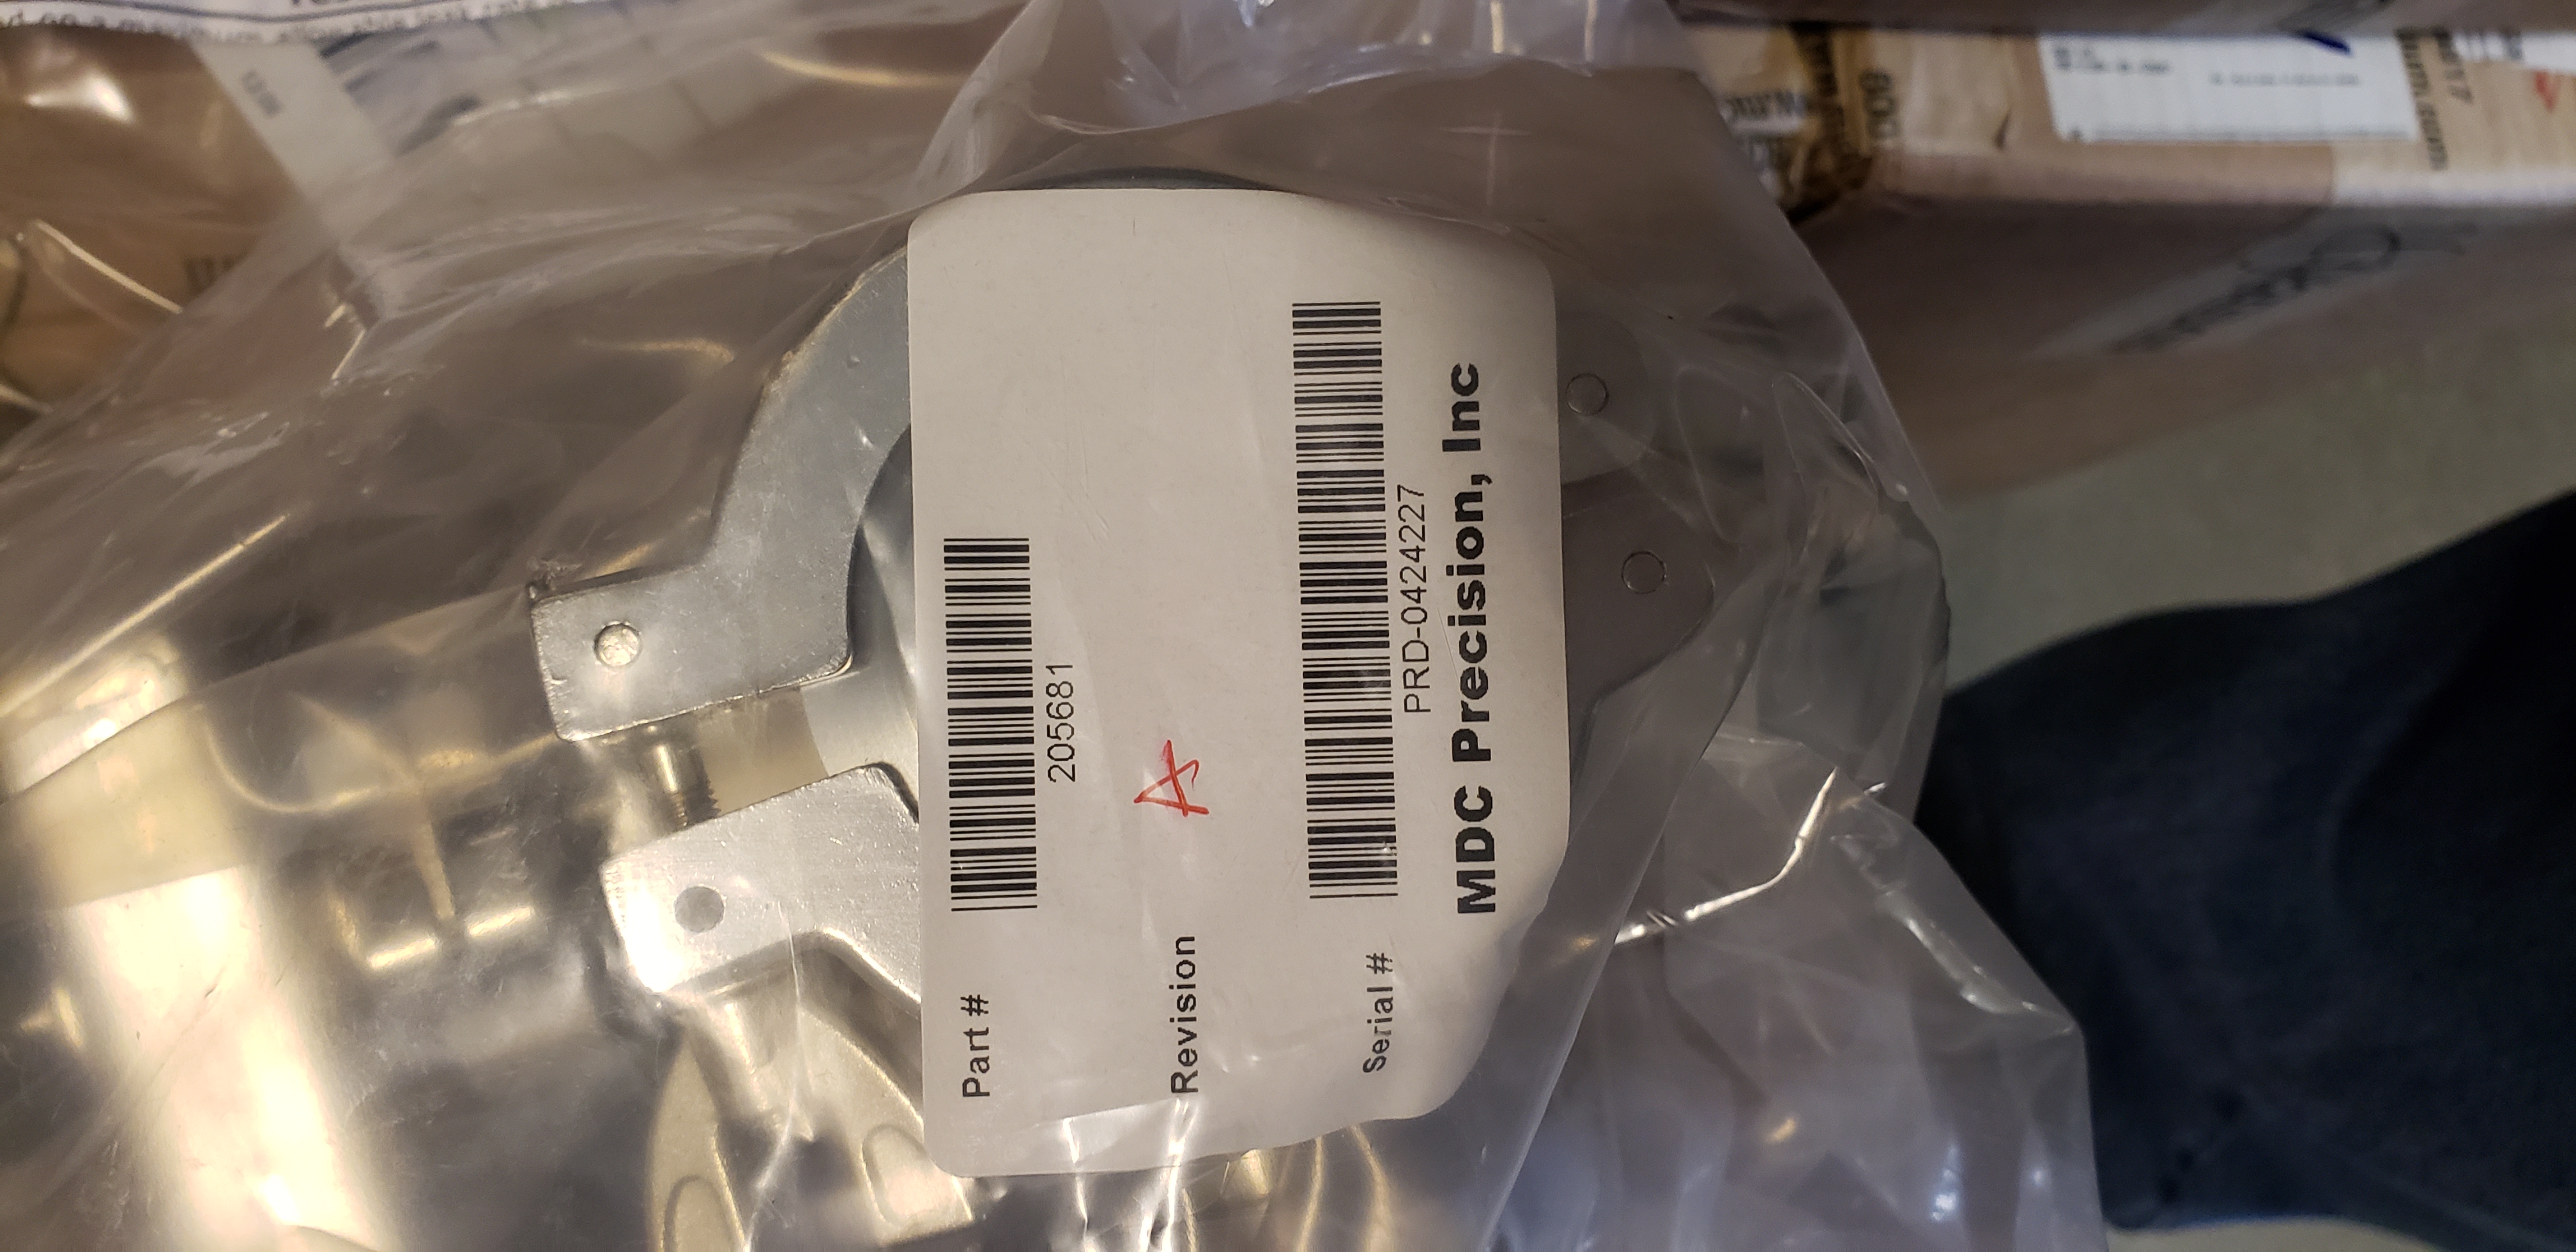 Part #
205681
Revision
A
Serial #
PRD-0424227
MDC Precision, Inc